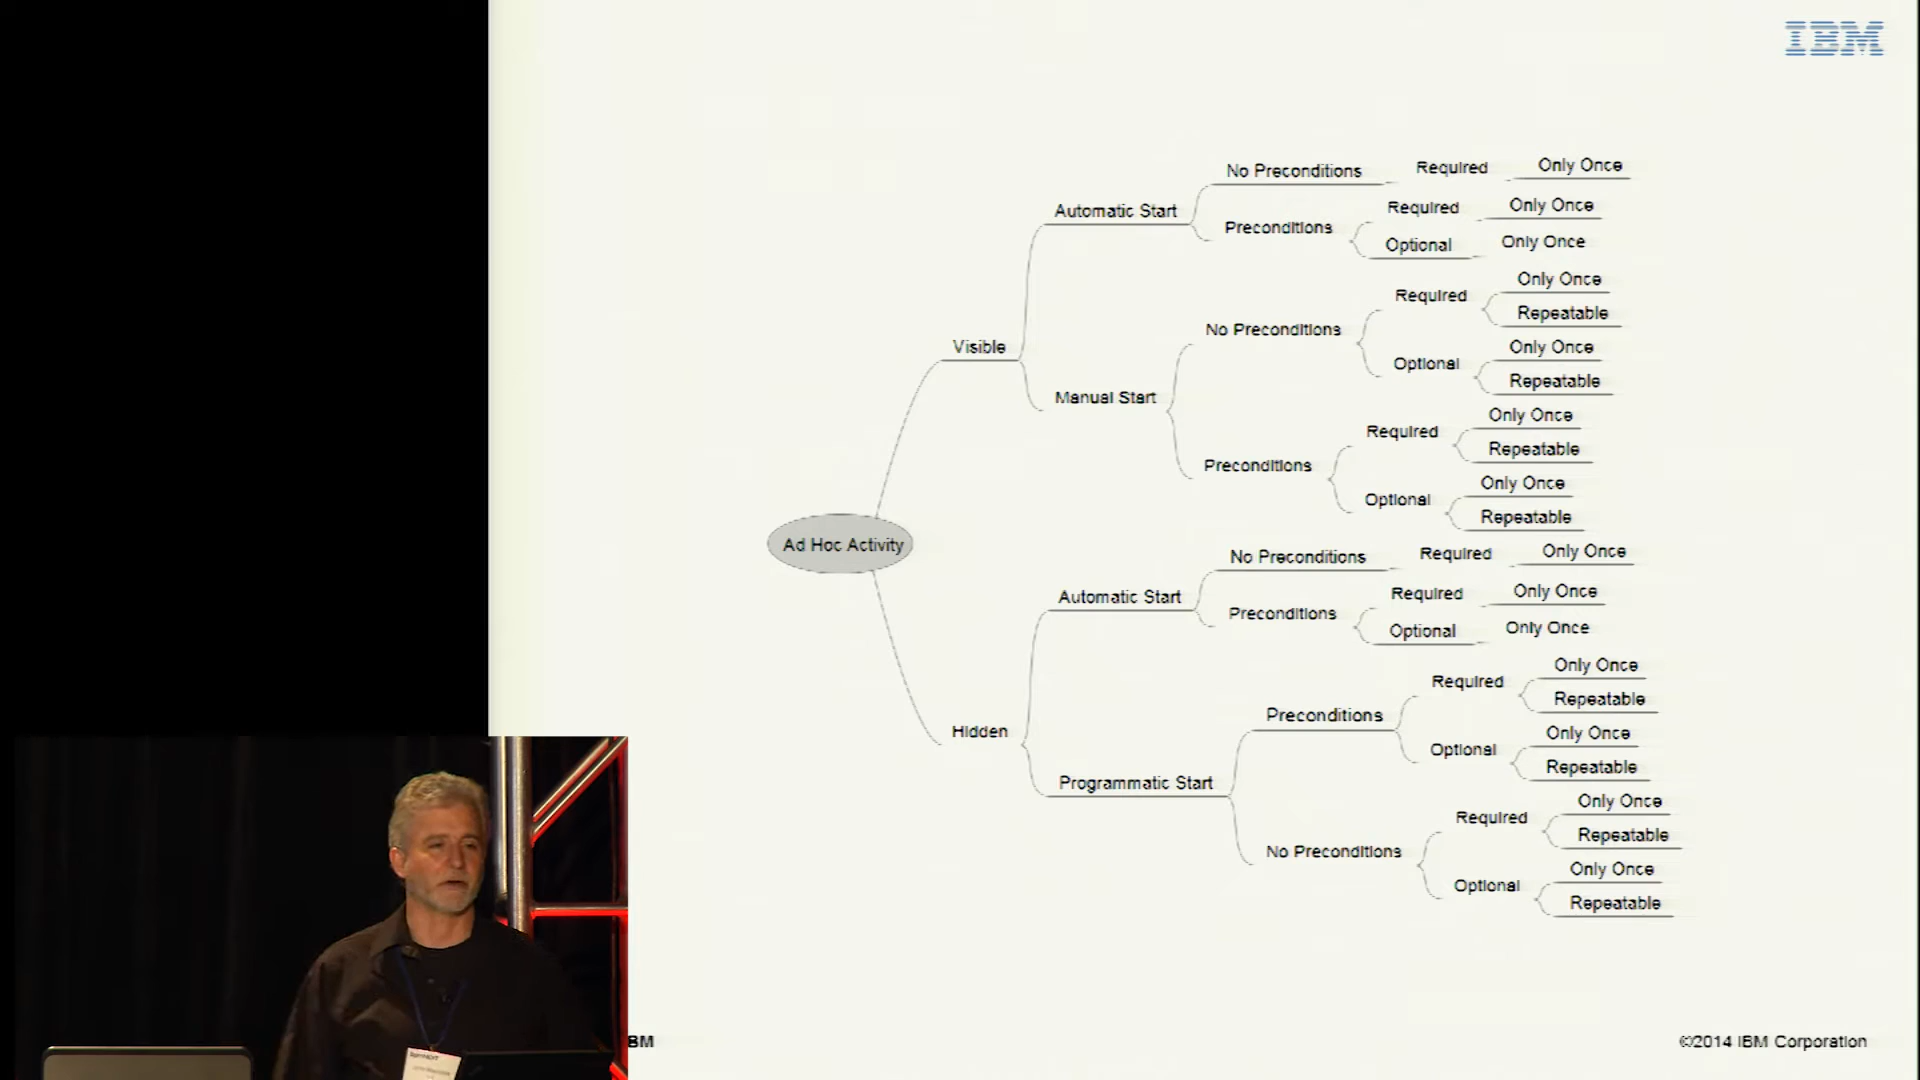 IBM
No Preconditions
Required
Only Once
Automatic Start
Preconditions
Required
Only Once
Optional
Only Once
Visible
Manual Start
No Preconditions
Required
Only Once
Repeatable
Optional
Only Once
Repeatable
Preconditions
Required
Only Once
Repeatable
Optional
Only Once
Repeatable
Ad Hoc Activity
Hidden
Automatic Start
No Preconditions
Required
Only Once
Preconditions
Required
Only Once
Optional
Only Once
Programmatic Start
Preconditions
Required
Only Once
Repeatable
Optional
Only Once
Repeatable
No Preconditions
Required
Only Once
Repeatable
Optional
Only Once
Repeatable
BM
©2014 IBM Corporation